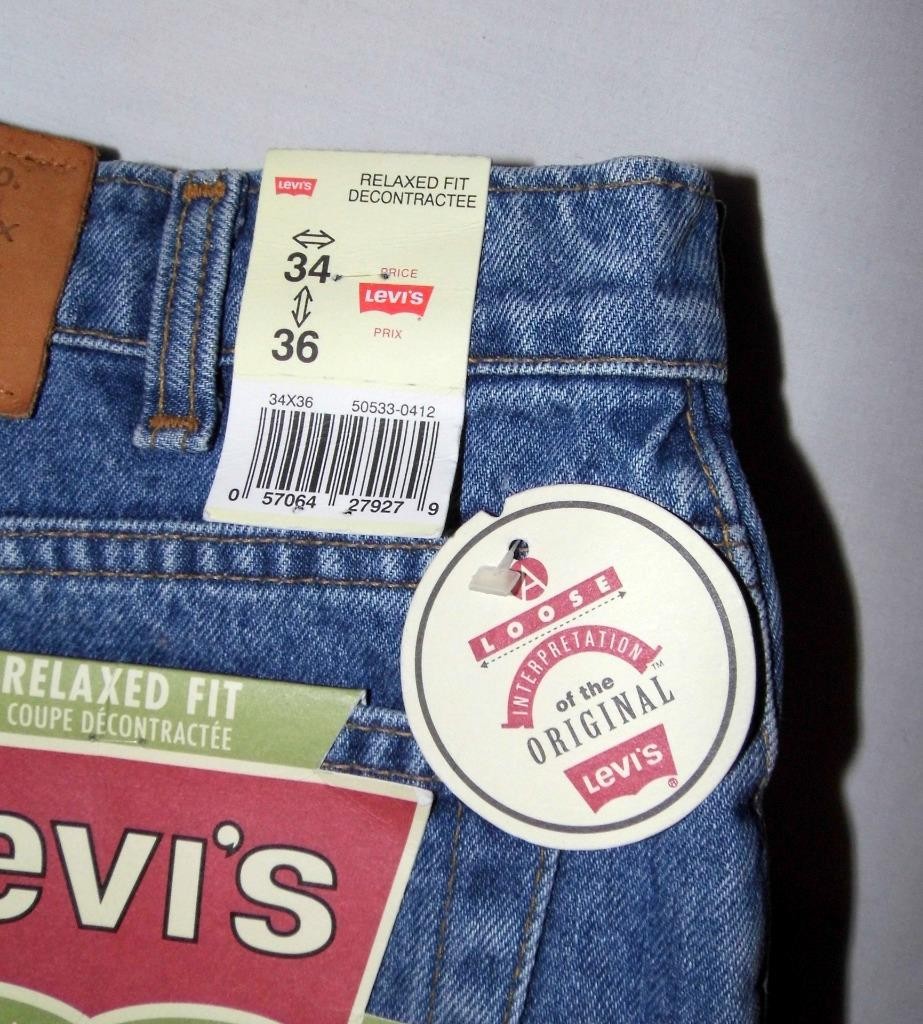 o.
x
Levi's
RELAXED FIT
DECONTRACTEE
34
PRICE
Levi's
PRIX
36
34X36 50533-0412
0 57064 27927 9
A
LOOSE
INTERPRETATION™
of the
ORIGINAL
Levi's®
RELAXED FIT
COUPE DÉCONTRACTÉE
evi's